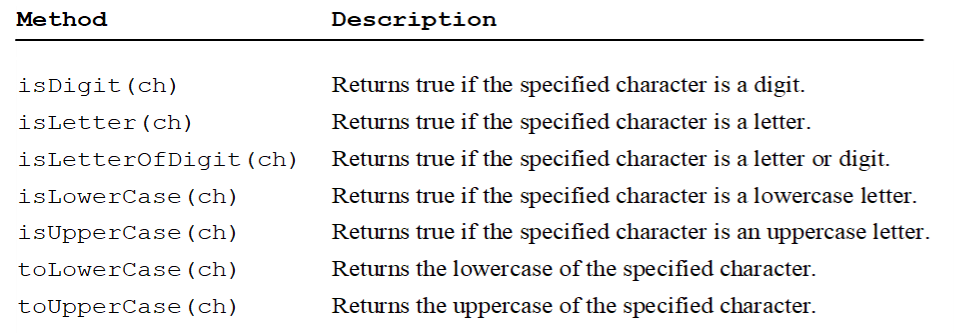 Method Description
isDigit(ch) Returns true if the specified character is a digit.
isLetter(ch) Returns true if the specified character is a letter.
isLetterOfDigit(ch) Returns true if the specified character is a letter or digit.
isLowerCase(ch) Returns true if the specified character is a lowercase letter.
isUpperCase(ch) Returns true if the specified character is an uppercase letter.
toLowerCase(ch) Returns the lowercase of the specified character.
toUpperCase(ch) Returns the uppercase of the specified character.